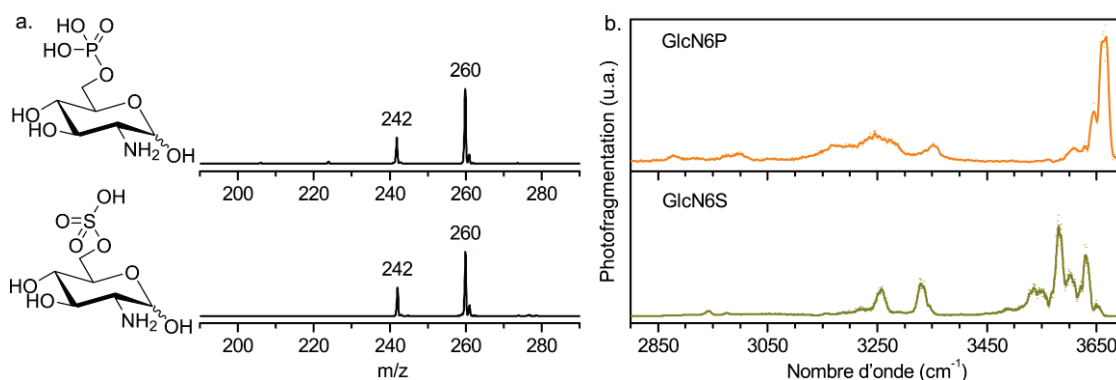 a.
HO
O
HO
P
O
HO
O
HO
NH2
OH
242
260
200 220 240 260 280
OH
O
S
O
O
HO
O
HO
NH2
OH
242
260
200 220 240 260 280
m/z
b.
GlcN6P
GlcN6S
Photofragmentation (u.a.)
2850 3050 3250 3450 3650
Nombre d'onde (cm-1)